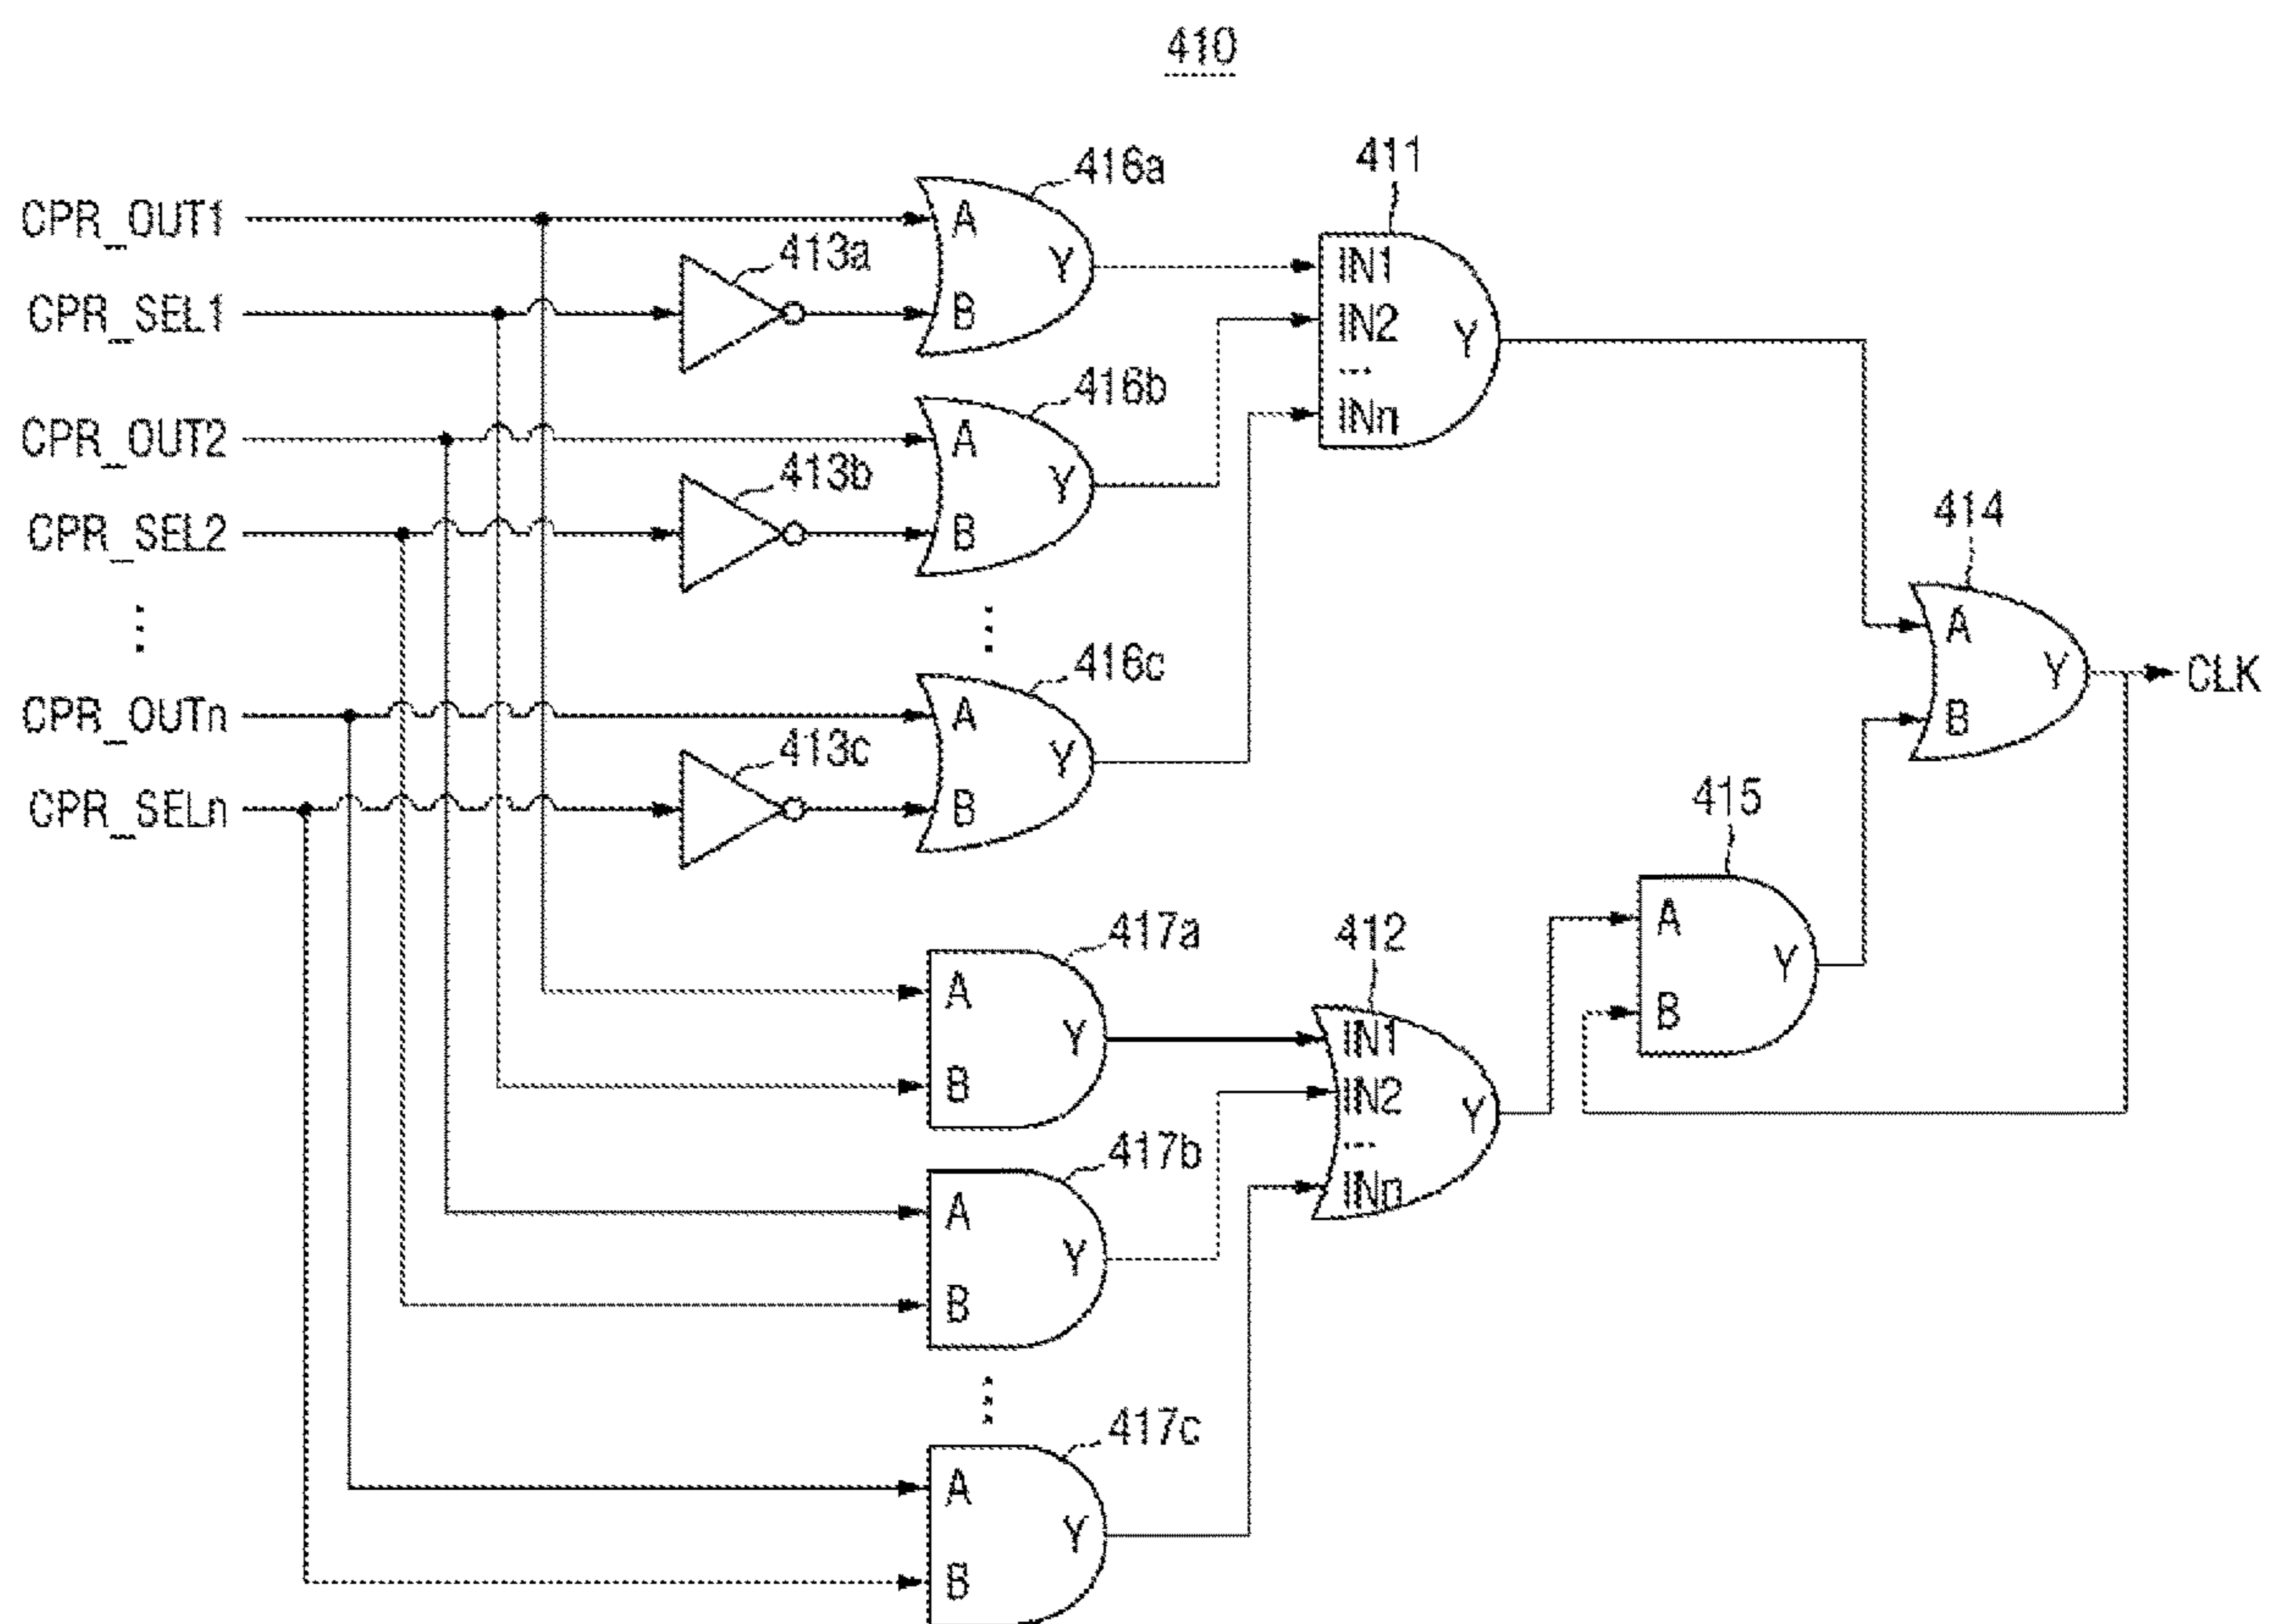 410
CPR_OUT1
CPR_SEL1
CPR_OUT2
CPR_SEL2
⋮
CPR_OUTn
CPR_SELn
413a
413b
413c
416a
A
B
Y
416b
A
B
Y
⋮
416c
A
B
Y
411
IN1
IN2
...
INn
Y
414
A
B
Y
CLK
415
A
B
Y
417a
A
B
Y
417b
A
B
Y
⋮
417c
A
B
Y
412
IN1
IN2
...
INn
Y